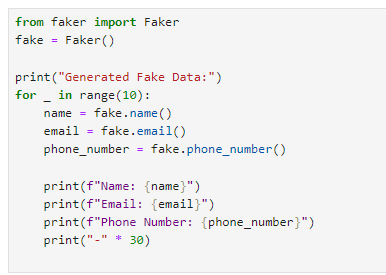 from faker import Faker
fake = Faker()
print("Generated Fake Data:")
for _ in range(10):
    name = fake.name()
    email = fake.email()
    phone_number = fake.phone_number()
    print(f"Name: {name}")
    print(f"Email: {email}")
    print(f"Phone Number: {phone_number}")
    print("-" * 30)